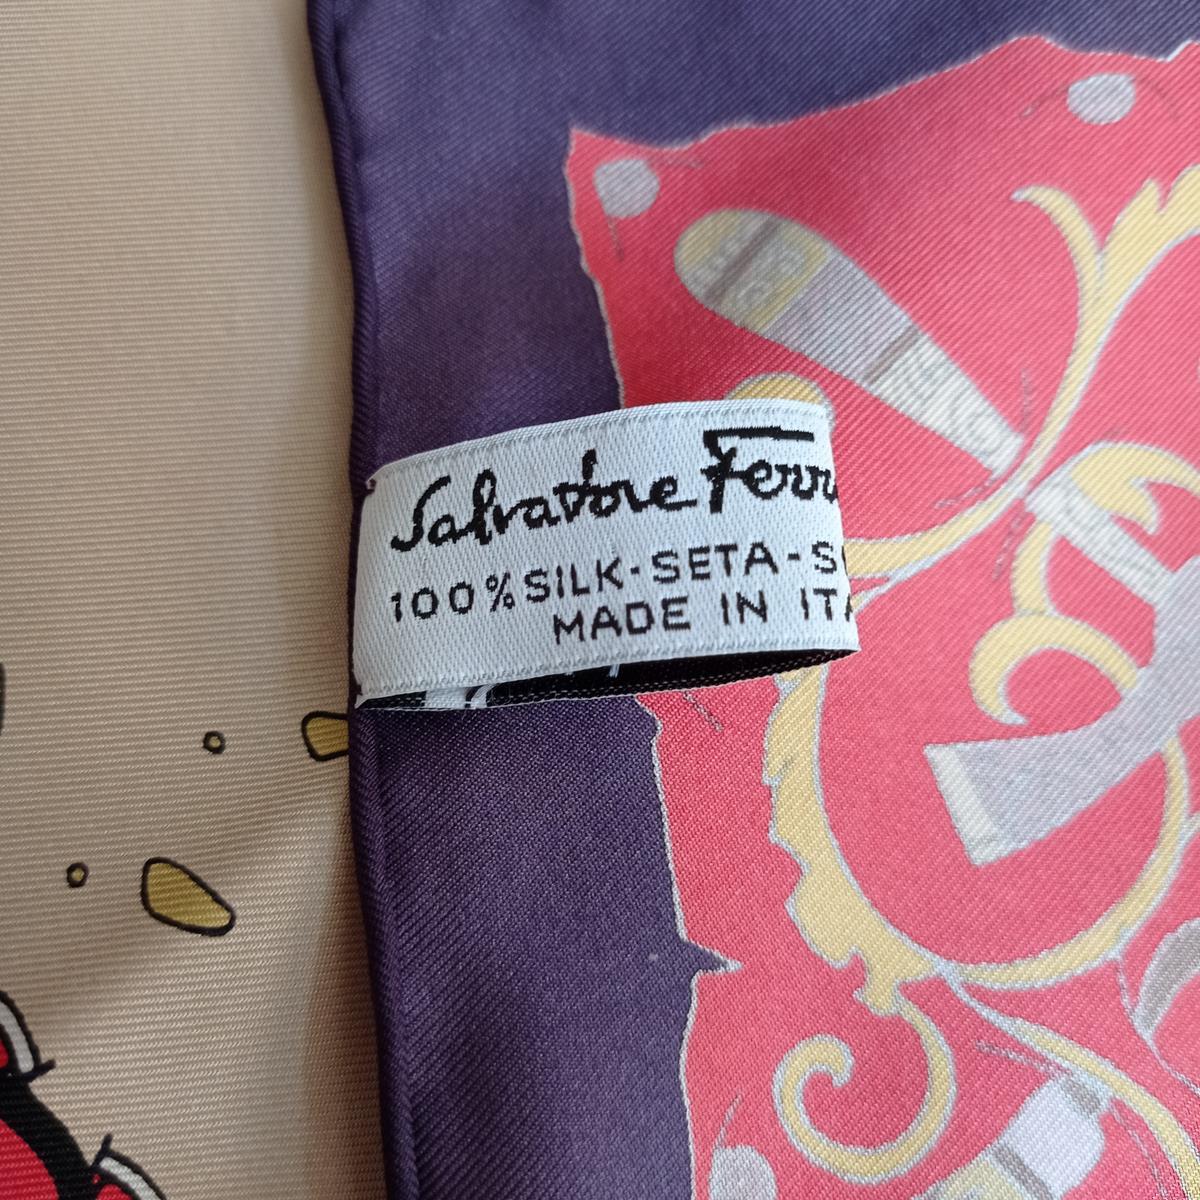 Salvatore Ferr
100% SILK - SETA - S
MADE IN ITA